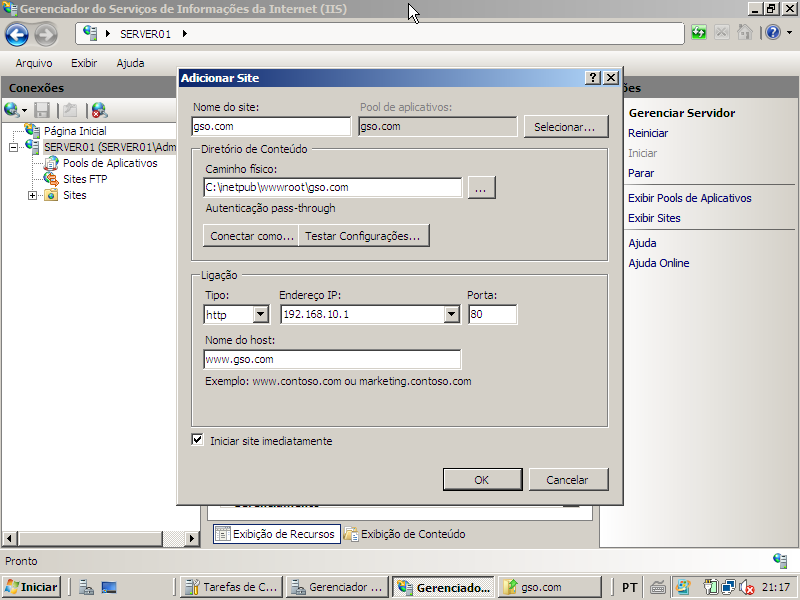 Gerenciador do Serviços de Informações da Internet (IIS)
SERVER01
Arquivo Exibir Ajuda
Conexões
Página Inicial
SERVER01 (SERVER01\Adm
Pools de Aplicativos
Sites FTP
Sites
Adicionar Site
Nome do site:
Pool de aplicativos:
gso.com
gso.com
Selecionar...
Diretório de Conteúdo
Caminho físico:
C:\inetpub\wwwroot\gso.com
...
Autenticação pass-through
Conectar como...
Testar Configurações...
Ligação
Tipo:
Endereço IP:
Porta:
http
192.168.10.1
80
Nome do host:
www.gso.com
Exemplo: www.contoso.com ou marketing.contoso.com
Iniciar site imediatamente
OK
Cancelar
ões
Gerenciar Servidor
Reiniciar
Iniciar
Parar
Exibir Pools de Aplicativos
Exibir Sites
Ajuda
Ajuda Online
Exibição de Recursos
Exibição de Conteúdo
Pronto
Iniciar
Tarefas de C...
Gerenciador ...
Gerenciado...
gso.com
PT
21:17